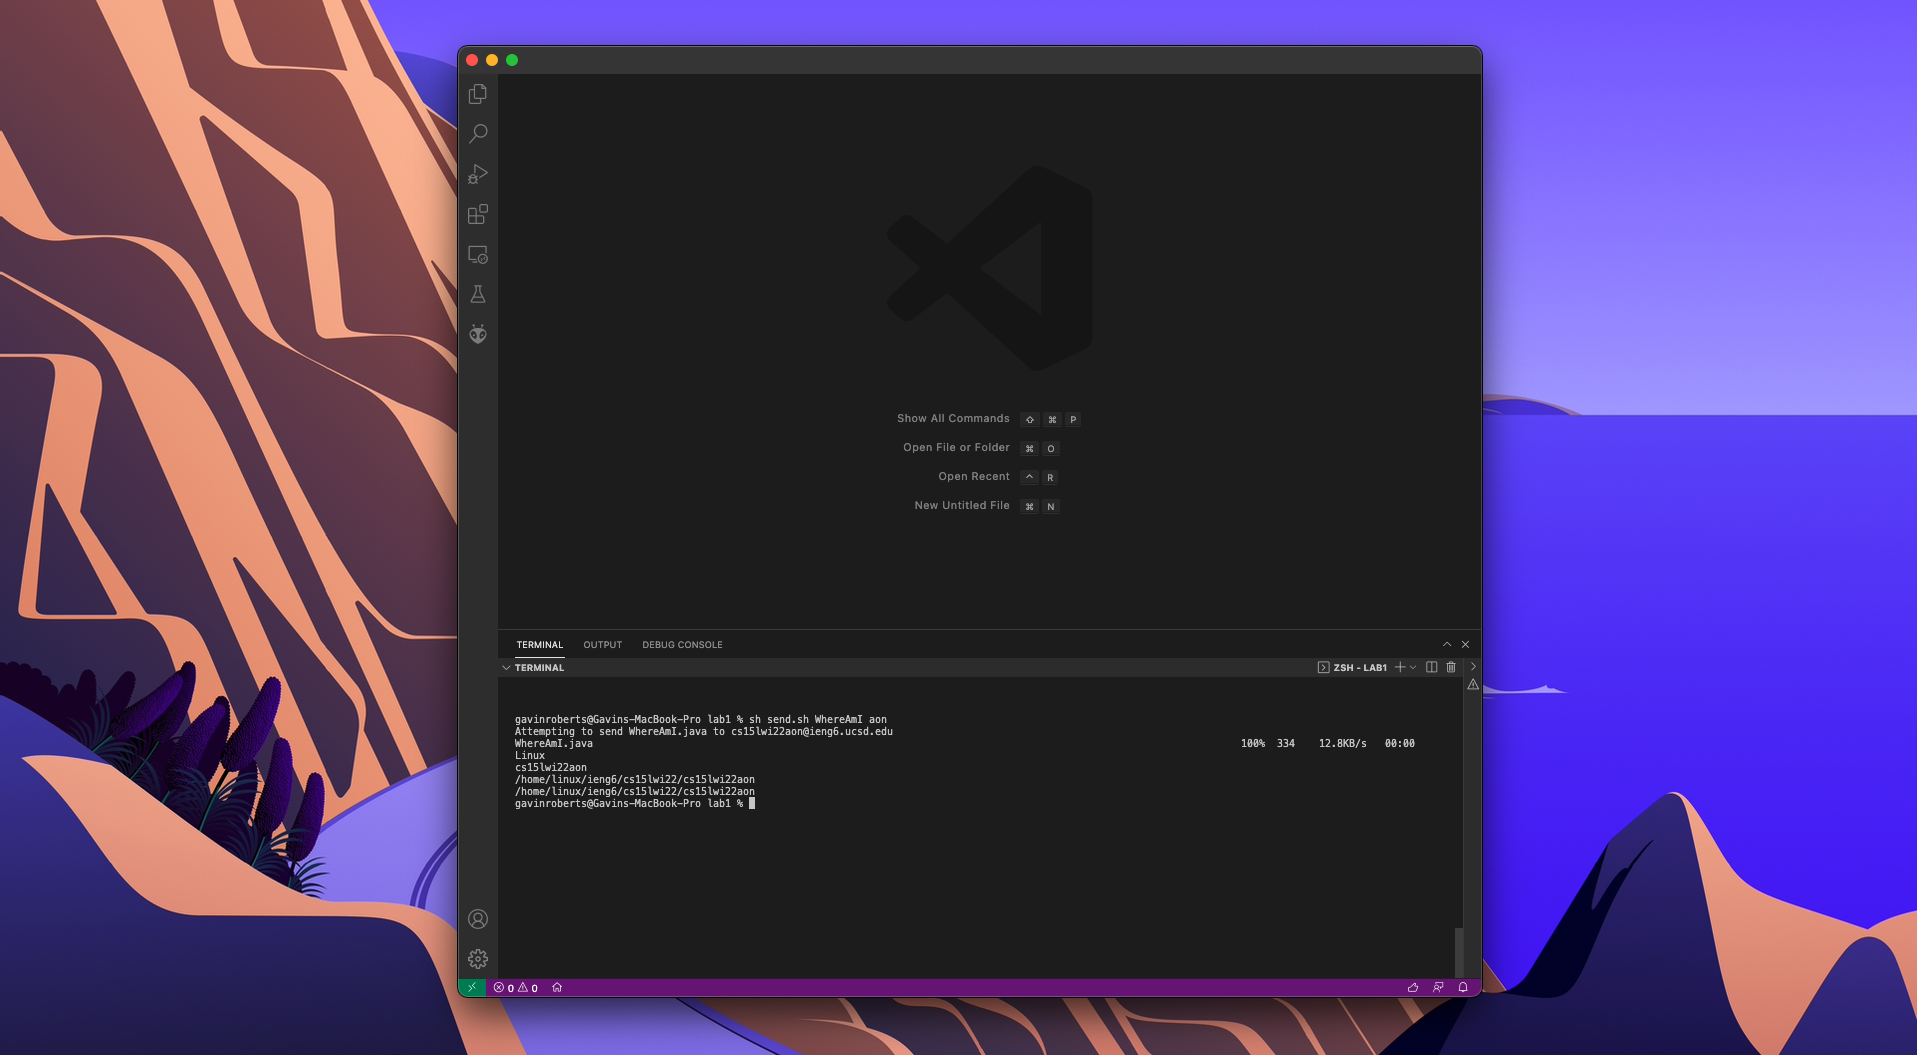 Show All Commands ⇧ ⌘ P
Open File or Folder ⌘ O
Open Recent ^ R
New Untitled File ⌘ N
TERMINAL OUTPUT DEBUG CONSOLE
TERMINAL ZSH - LAB1
gavinroberts@Gavins-MacBook-Pro lab1 % sh send.sh WhereAmI aon
Attempting to send WhereAmI.java to cs15lwi22aon@ieng6.ucsd.edu
WhereAmI.java 100% 334 12.8KB/s 00:00
Linux
cs15lwi22aon
/home/linux/ieng6/cs15lwi22/cs15lwi22aon
/home/linux/ieng6/cs15lwi22/cs15lwi22aon
gavinroberts@Gavins-MacBook-Pro lab1 %
0 0